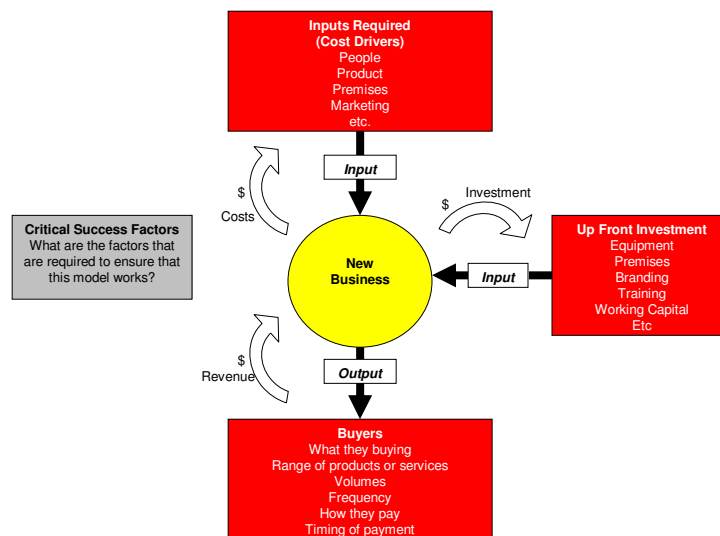 Inputs Required
(Cost Drivers)
People
Product
Premises
Marketing
etc.
Input
$
Costs
Investment
$
Critical Success Factors
What are the factors that
are required to ensure that
this model works?
New
Business
Input
Up Front Investment
Equipment
Premises
Branding
Training
Working Capital
Etc
$
Revenue
Output
Buyers
What they buying
Range of products or services
Volumes
Frequency
How they pay
Timing of payment